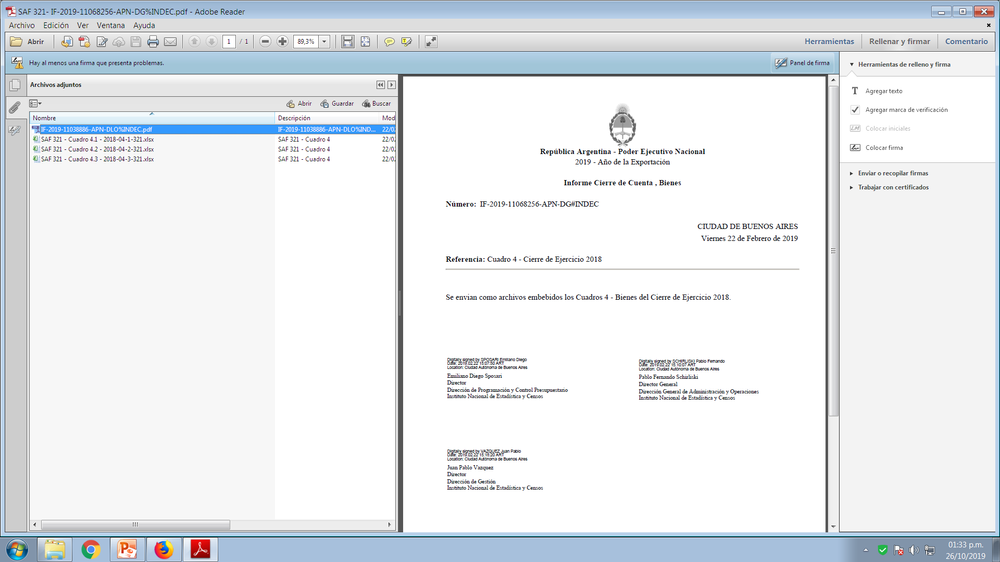 SAF 321- IF-2019-11068256-APN-DG%INDEC.pdf - Adobe Reader
Archivo Edición Ver Ventana Ayuda
Abrir
1 / 1
89,3%
Herramientas
Rellenar y firmar
Comentario
Hay al menos una firma que presenta problemas.
Panel de firma
Archivos adjuntos
Abrir Guardar Buscar
Nombre Descripción Mod
IF-2019-11038886-APN-DLO%INDEC.pdf IF-2019-11038886-APN-DLO%IND... 22/0
SAF 321 - Cuadro 4.1 - 2018-04-1-321.xlsx SAF 321 - Cuadro 4 22/0
SAF 321 - Cuadro 4.2 - 2018-04-2-321.xlsx SAF 321 - Cuadro 4 22/0
SAF 321 - Cuadro 4.3 - 2018-04-3-321.xlsx SAF 321 - Cuadro 4 22/0
República Argentina - Poder Ejecutivo Nacional
2019 - Año de la Exportación
Informe Cierre de Cuenta , Bienes
Número: IF-2019-11068256-APN-DG#INDEC
CIUDAD DE BUENOS AIRES
Viernes 22 de Febrero de 2019
Referencia: Cuadro 4 - Cierre de Ejercicio 2018
Se envian como archivos embebidos los Cuadros 4 - Bienes del Cierre de Ejercicio 2018.
Digitally signed by SPOSARI Emiliano Diego
Date: 2019.02.22 15:07:50 ART
Location: Ciudad Autónoma de Buenos Aires
Emiliano Diego Sposari
Director
Dirección de Programación y Control Presupuestario
Instituto Nacional de Estadística y Censos
Digitally signed by SCHIRLISKI Pablo Fernando
Date: 2019.02.22 15:10:07 ART
Location: Ciudad Autónoma de Buenos Aires
Pablo Fernando Schirliski
Director General
Dirección General de Administración y Operaciones
Instituto Nacional de Estadística y Censos
Digitally signed by VAZQUEZ Juan Pablo
Date: 2019.02.22 15:18:20 ART
Location: Ciudad Autónoma de Buenos Aires
Juan Pablo Vazquez
Director
Dirección de Gestión
Instituto Nacional de Estadística y Censos
Herramientas de relleno y firma
T Agregar texto
Agregar marca de verificación
LM Colocar iniciales
Colocar firma
Enviar o recopilar firmas
Trabajar con certificados
01:33 p.m.
26/10/2019